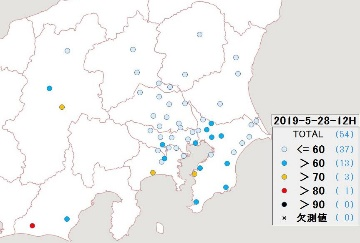 2019-5-28-12H
TOTAL (54)
<= 60 (37)
> 60 (13)
> 70 ( 3)
> 80 ( 1)
> 90 ( 0)
× 欠測値 ( 0)